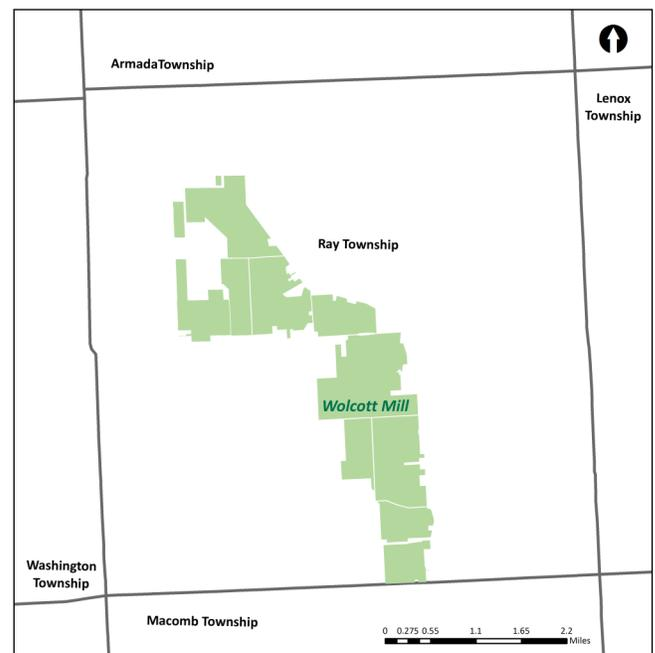 ArmadaTownship
Lenox
Township
Ray Township
Wolcott Mill
Washington
Township
Macomb Township
0 0.275 0.55 1.1 1.65 2.2
Miles